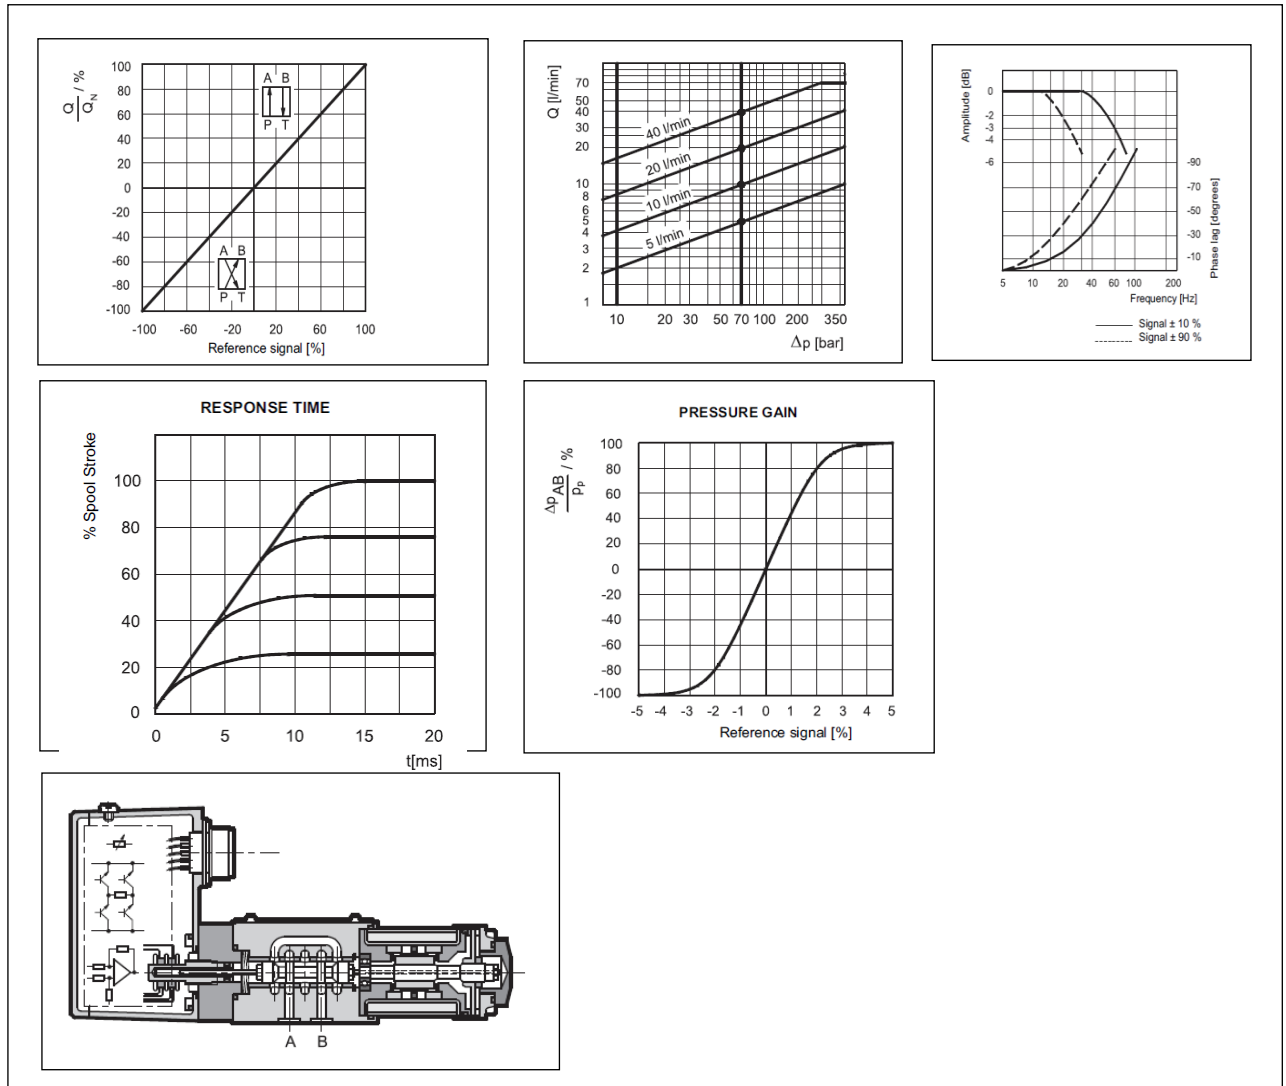 Q
Q_N
/ %
100
80
60
40
20
0
-20
-40
-60
-80
-100
A B
P T
A B
P T
-100 -60 -20 20 60 100
Reference signal [%]
Q [l/min]
70
50
40
30
20
10
8
6
5
4
3
2
1
40 l/min
20 l/min
10 l/min
5 l/min
10 20 30 50 70 100 200 350
Δp [bar]
Amplitude [dB]
0
-2
-3
-4
-6
-90
-70
-50
-30
-10
Phase lag [degrees]
5 10 20 40 60 100 200
Frequency [Hz]
Signal ± 10 %
Signal ± 90 %
RESPONSE TIME
% Spool Stroke
100
80
60
40
20
0
0 5 10 15 20
t[ms]
PRESSURE GAIN
Δp AB
p_p
/ %
100
80
60
40
20
0
-20
-40
-60
-80
-100
-5 -4 -3 -2 -1 0 1 2 3 4 5
Reference signal [%]
A B